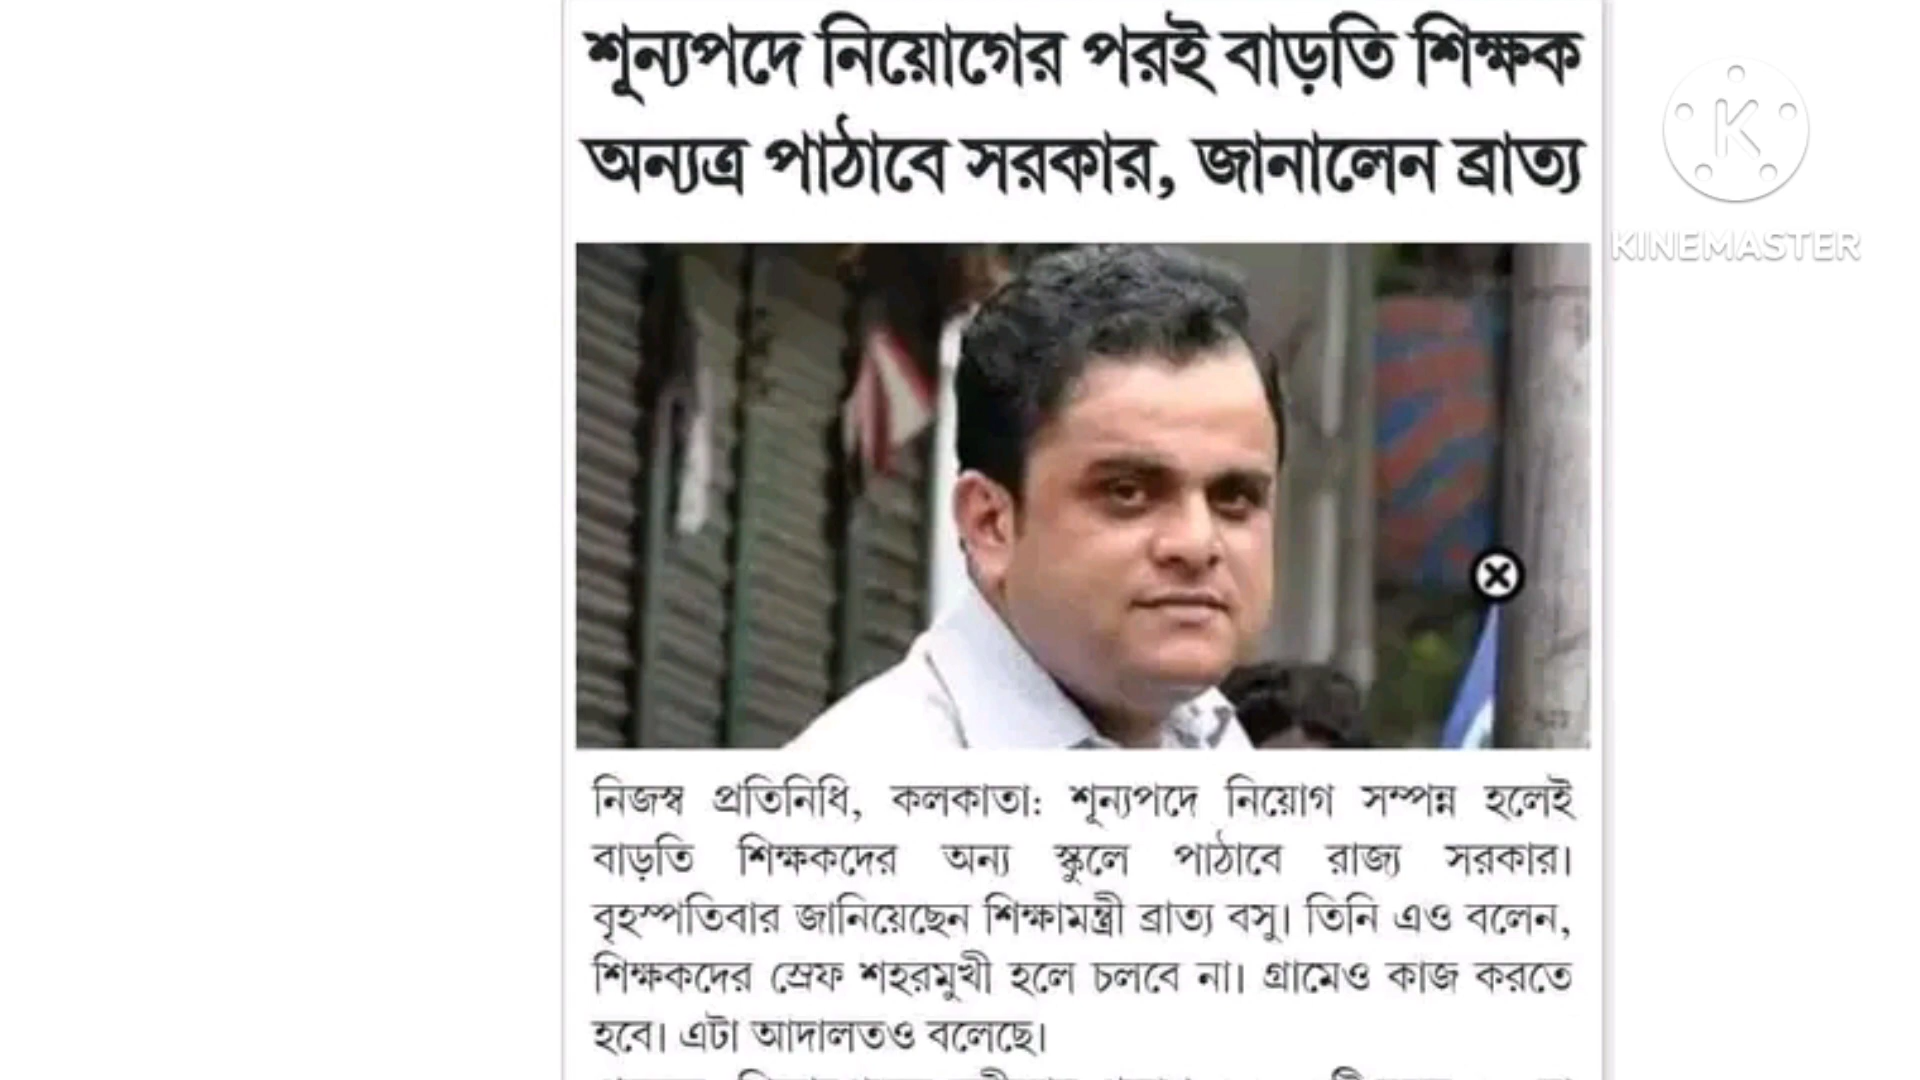 শূন্যপদে নিয়োগের পরই বাড়তি শিক্ষক
অন্যত্র পাঠাবে সরকার, জানালেন ব্রাত্য
KINEMASTER
নিজস্ব প্রতিনিধি, কলকাতা: শূন্যপদে নিয়োগ সম্পন্ন হলেই
বাড়তি শিক্ষকদের অন্য স্কুলে পাঠাবে রাজ্য সরকার।
বৃহস্পতিবার জানিয়েছেন শিক্ষামন্ত্রী ব্রাত্য বসু। তিনি এও বলেন,
শিক্ষকদের স্রেফ শহরমুখী হলে চলবে না। গ্রামেও কাজ করতে
হবে। এটা আদালতও বলেছে।